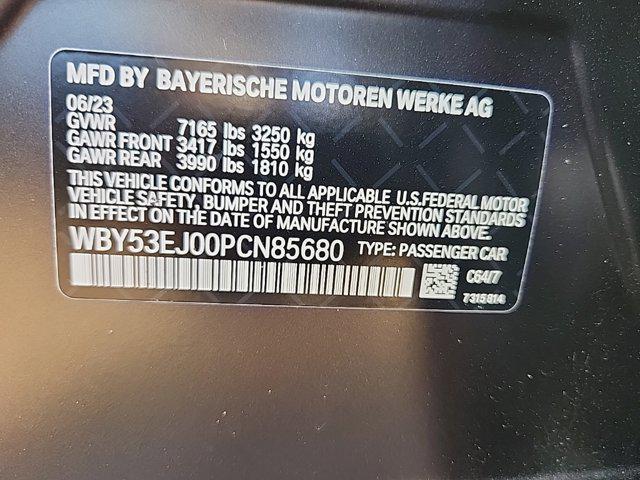 MFD BY BAYERISCHE MOTOREN WERKE AG
06/23
GVWR 7165 lbs 3250 kg
GAWR FRONT 3417 lbs 1550 kg
GAWR REAR 3990 lbs 1810 kg
THIS VEHICLE CONFORMS TO ALL APPLICABLE U.S.FEDERAL MOTOR
VEHICLE SAFETY, BUMPER AND THEFT PREVENTION STANDARDS
IN EFFECT ON THE DATE OF MANUFACTURE SHOWN ABOVE.
WBY53EJ00PCN85680 TYPE: PASSENGER CAR
C64/7
7315814